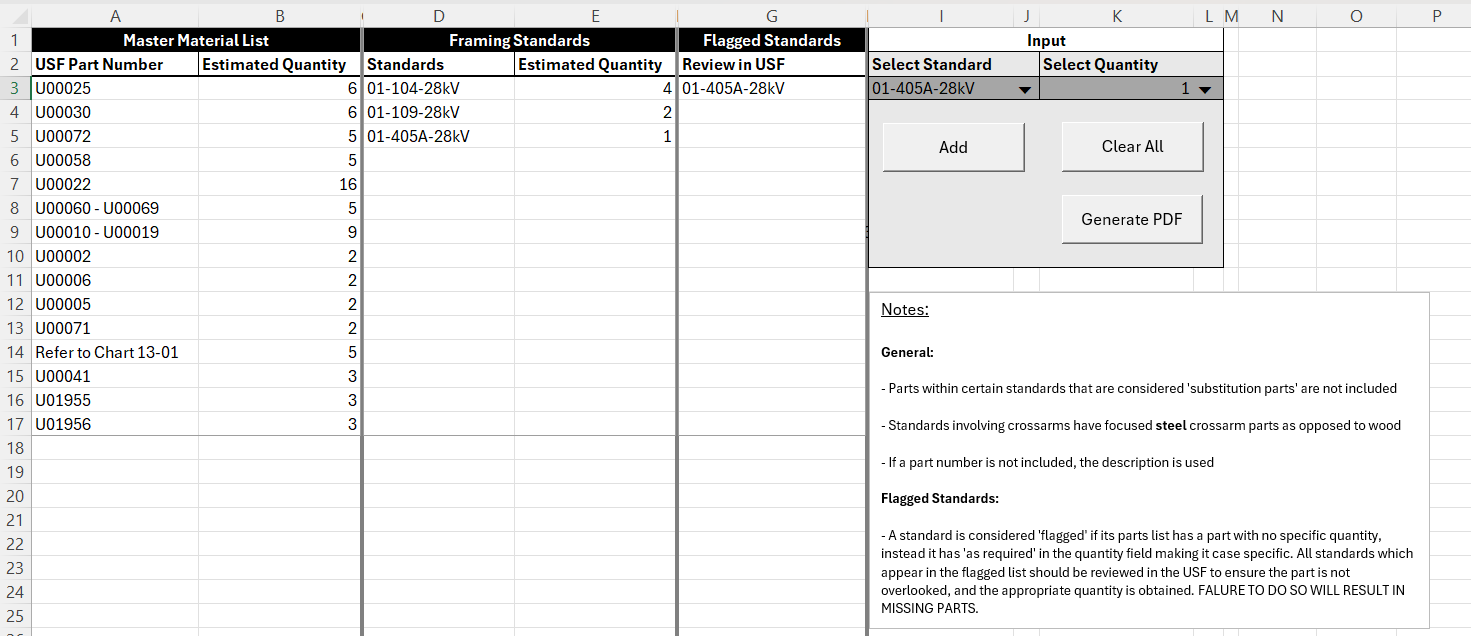 A B D E G I J K L M N O P
1 Master Material List Framing Standards Flagged Standards Input
2 USF Part Number Estimated Quantity Standards Estimated Quantity Review in USF Select Standard Select Quantity
3 U00025 6 01-104-28kV 4 01-405A-28kV 01-405A-28kV 1
4 U00030 6 01-109-28kV 2
5 U00072 5 01-405A-28kV 1
Add Clear All
6 U00058 5
7 U00022 16
8 U00060 - U00069 5
Generate PDF
9 U00010 - U00019 9
10 U00002 2
11 U00006 2
12 U00005 2
13 U00071 2
14 Refer to Chart 13-01 5
15 U00041 3
16 U01955 3
17 U01956 3
18
19
20
21
22
23
24
25
Notes:
General:
- Parts within certain standards that are considered 'substitution parts' are not included
- Standards involving crossarms have focused steel crossarm parts as opposed to wood
- If a part number is not included, the description is used
Flagged Standards:
- A standard is considered 'flagged' if its parts list has a part with no specific quantity,
instead it has 'as required' in the quantity field making it case specific. All standards which
appear in the flagged list should be reviewed in the USF to ensure the part is not
overlooked, and the appropriate quantity is obtained. FALURE TO DO SO WILL RESULT IN
MISSING PARTS.